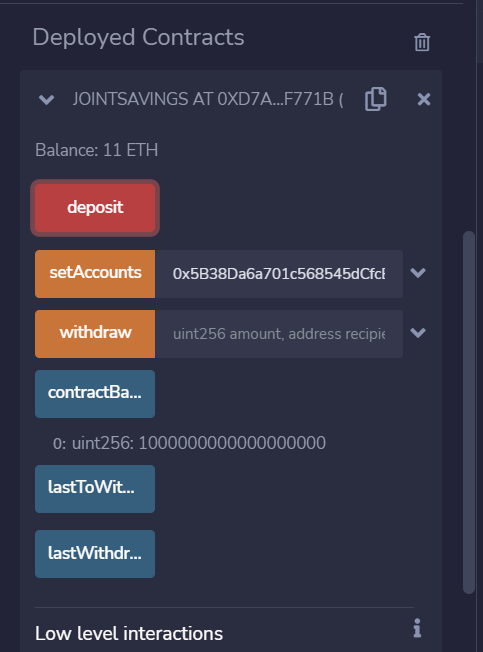 Deployed Contracts
JOINTSAVINGS AT 0XD7A...F771B (
Balance: 11 ETH
deposit
setAccounts 0x5B38Da6a701c568545dCfcB
withdraw uint256 amount, address recipie
contractBa...
0: uint256: 1000000000000000000
lastToWit...
lastWithdr...
Low level interactions